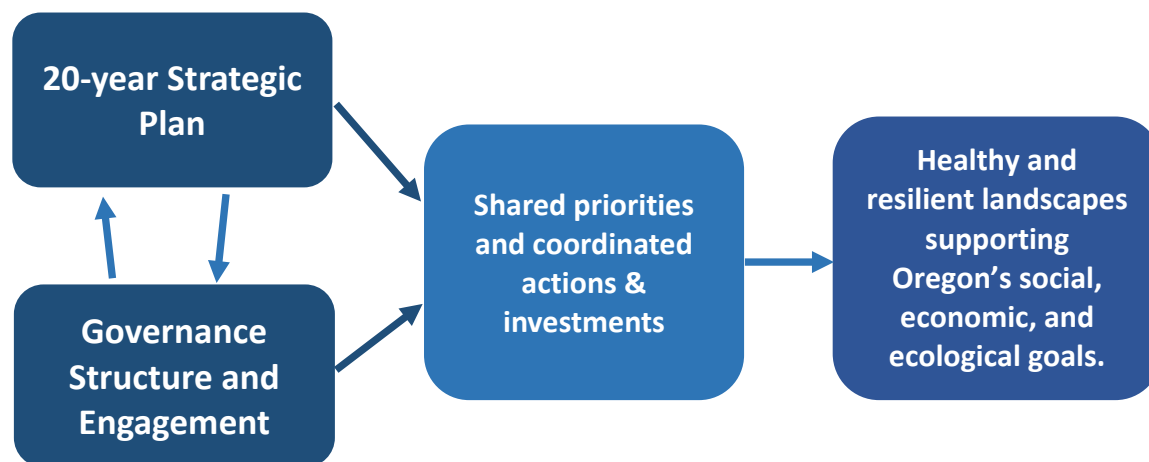 20-year Strategic
Plan
Governance
Structure and
Engagement
Shared priorities
and coordinated
actions &
investments
Healthy and
resilient landscapes
supporting
Oregon’s social,
economic, and
ecological goals.